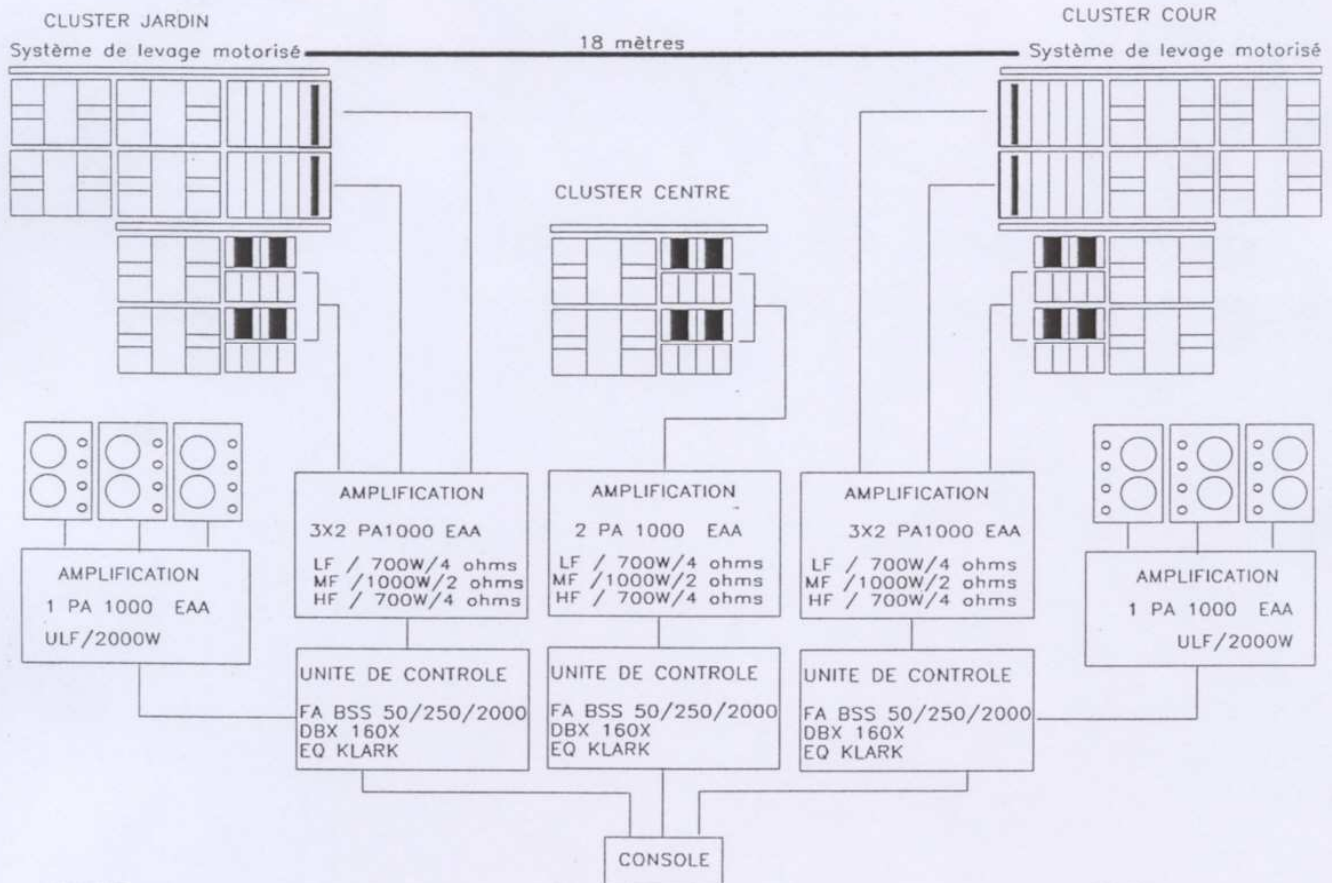 CLUSTER JARDIN
Système de levage motorisé
18 mètres
CLUSTER COUR
Système de levage motorisé
CLUSTER CENTRE
AMPLIFICATION
1 PA 1000 EAA
ULF/2000W
AMPLIFICATION
3X2 PA1000 EAA
LF / 700W/4 ohms
MF /1000W/2 ohms
HF / 700W/4 ohms
AMPLIFICATION
2 PA 1000 EAA
LF / 700W/4 ohms
MF /1000W/2 ohms
HF / 700W/4 ohms
AMPLIFICATION
3X2 PA1000 EAA
LF / 700W/4 ohms
MF /1000W/2 ohms
HF / 700W/4 ohms
AMPLIFICATION
1 PA 1000 EAA
ULF/2000W
UNITE DE CONTROLE
FA BSS 50/250/2000
DBX 160X
EQ KLARK
UNITE DE CONTROLE
FA BSS 50/250/2000
DBX 160X
EQ KLARK
UNITE DE CONTROLE
FA BSS 50/250/2000
DBX 160X
EQ KLARK
CONSOLE